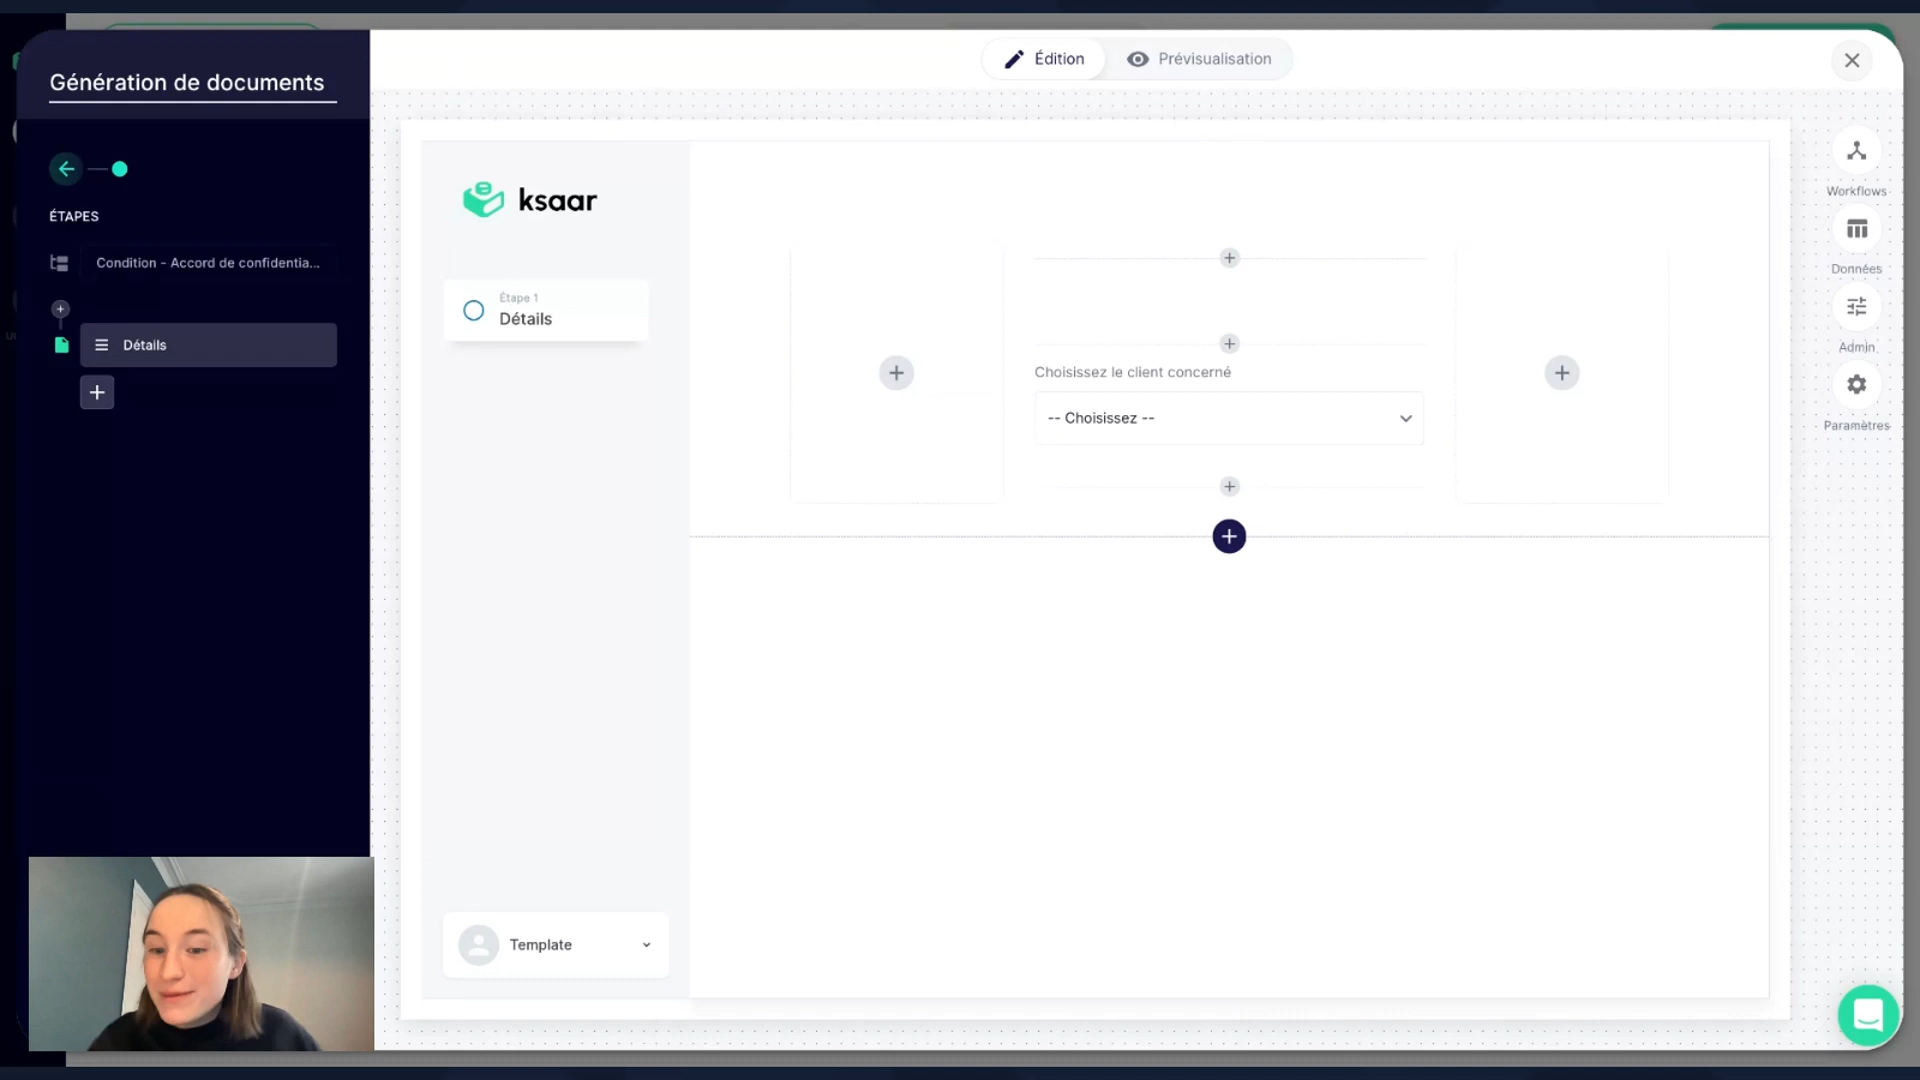 Génération de documents
Édition
Prévisualisation
ÉTAPES
Condition - Accord de confidentia...
Détails
ksaar
Étape 1
Détails
Choisissez le client concerné
-- Choisissez --
Template
Workflows
Données
Admin
Paramètres